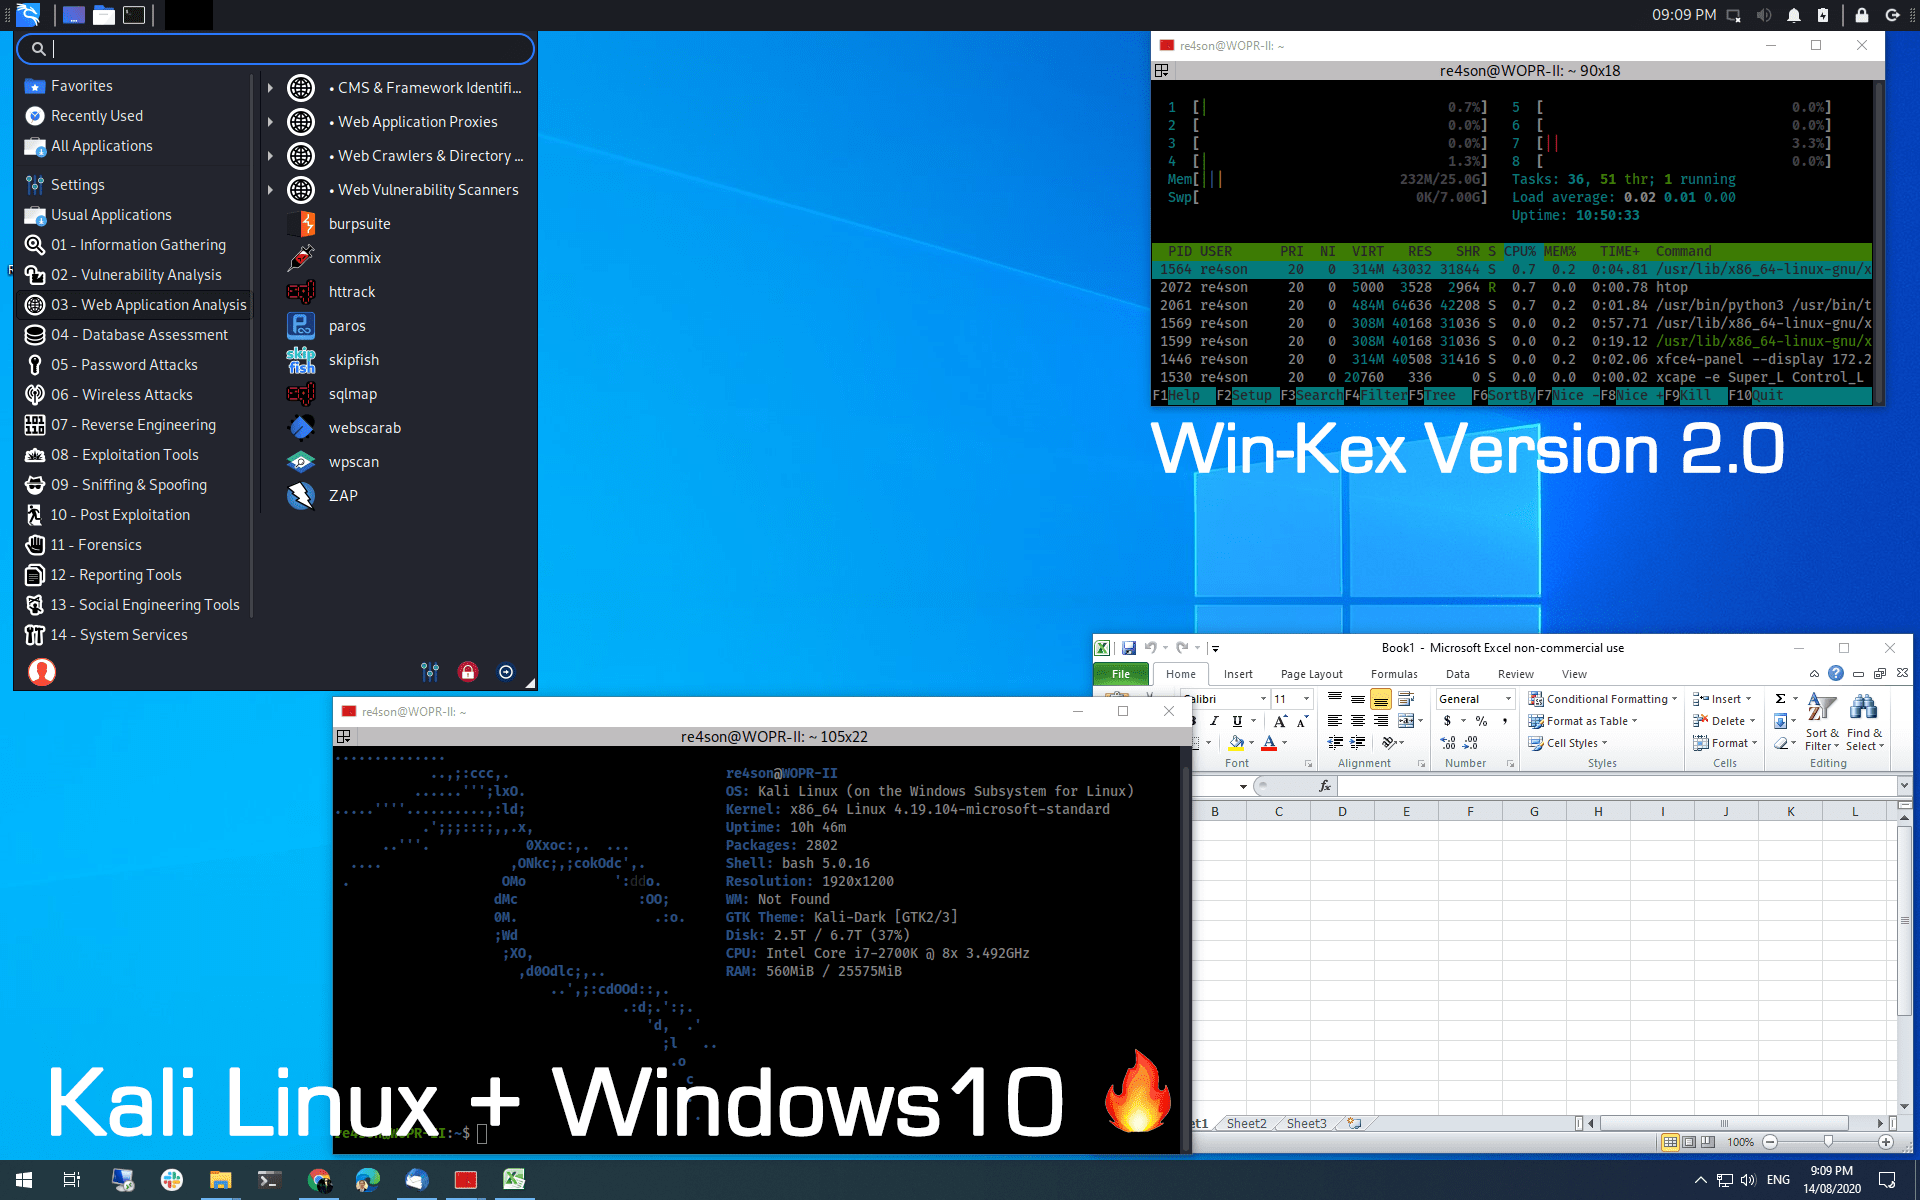 09:09 PM
Favorites
Recently Used
All Applications
Settings
Usual Applications
01 - Information Gathering
02 - Vulnerability Analysis
03 - Web Application Analysis
04 - Database Assessment
05 - Password Attacks
06 - Wireless Attacks
07 - Reverse Engineering
08 - Exploitation Tools
09 - Sniffing & Spoofing
10 - Post Exploitation
11 - Forensics
12 - Reporting Tools
13 - Social Engineering Tools
14 - System Services
• CMS & Framework Identifi...
• Web Application Proxies
• Web Crawlers & Directory ...
• Web Vulnerability Scanners
burpsuite
commix
httrack
paros
skipfish
sqlmap
webscarab
wpscan
ZAP
re4son@WOPR-II: ~
re4son@WOPR-II: ~ 90x18
1 [| 0.7%] 5 [ 0.0%]
2 [ 0.0%] 6 [ 0.0%]
3 [ 0.0%] 7 [|| 3.3%]
4 [| 1.3%] 8 [ 0.0%]
Mem[||| 232M/25.0G] Tasks: 36, 51 thr; 1 running
Swp[ 0K/7.00G] Load average: 0.02 0.01 0.00
Uptime: 10:50:33
PID USER PRI NI VIRT RES SHR S CPU% MEM% TIME+ Command
1564 re4son 20 0 314M 43032 31844 S 0.7 0.2 0:04.81 /usr/lib/x86_64-linux-gnu/x
2072 re4son 20 0 5000 3528 2964 R 0.7 0.0 0:00.78 htop
2061 re4son 20 0 484M 64636 42208 S 0.0 0.2 0:01.84 /usr/bin/python3 /usr/bin/t
1569 re4son 20 0 308M 40168 31036 S 0.0 0.2 0:57.71 /usr/lib/x86_64-linux-gnu/x
1599 re4son 20 0 308M 40168 31036 S 0.0 0.2 0:19.12 /usr/lib/x86_64-linux-gnu/x
1446 re4son 20 0 314M 40508 31416 S 0.0 0.2 0:02.06 xfce4-panel --display 172.2
1530 re4son 20 0 20760 336 0 S 0.0 0.0 0:00.02 xcape -e Super_L Control_L
F1Help F2Setup F3SearchF4FilterF5Tree F6SortByF7Nice -F8Nice +F9Kill F10Quit
Win-Kex Version 2.0
re4son@WOPR-II: ~
re4son@WOPR-II: ~ 105x22
re4son@WOPR-II
OS: Kali Linux (on the Windows Subsystem for Linux)
Kernel: x86_64 Linux 4.19.104-microsoft-standard
Uptime: 10h 46m
Packages: 2802
Shell: bash 5.0.16
Resolution: 1920x1200
WM: Not Found
GTK Theme: Kali-Dark [GTK2/3]
Disk: 2.5T / 6.7T (37%)
CPU: Intel Core i7-2700K @ 8x 3.492GHz
RAM: 560MiB / 25575MiB
Kali Linux + Windows10
re4son@WOPR-II:~$
Book1 - Microsoft Excel non-commercial use
File Home Insert Page Layout Formulas Data Review View
Calibri 11 General Conditional Formatting Insert
Format as Table Delete Sort & Find &
Cell Styles Format Filter Select
Font Alignment Number Styles Cells Editing
B C D E F G H I J K L
Sheet2 Sheet3
100%
ENG 9:09 PM
14/08/2020